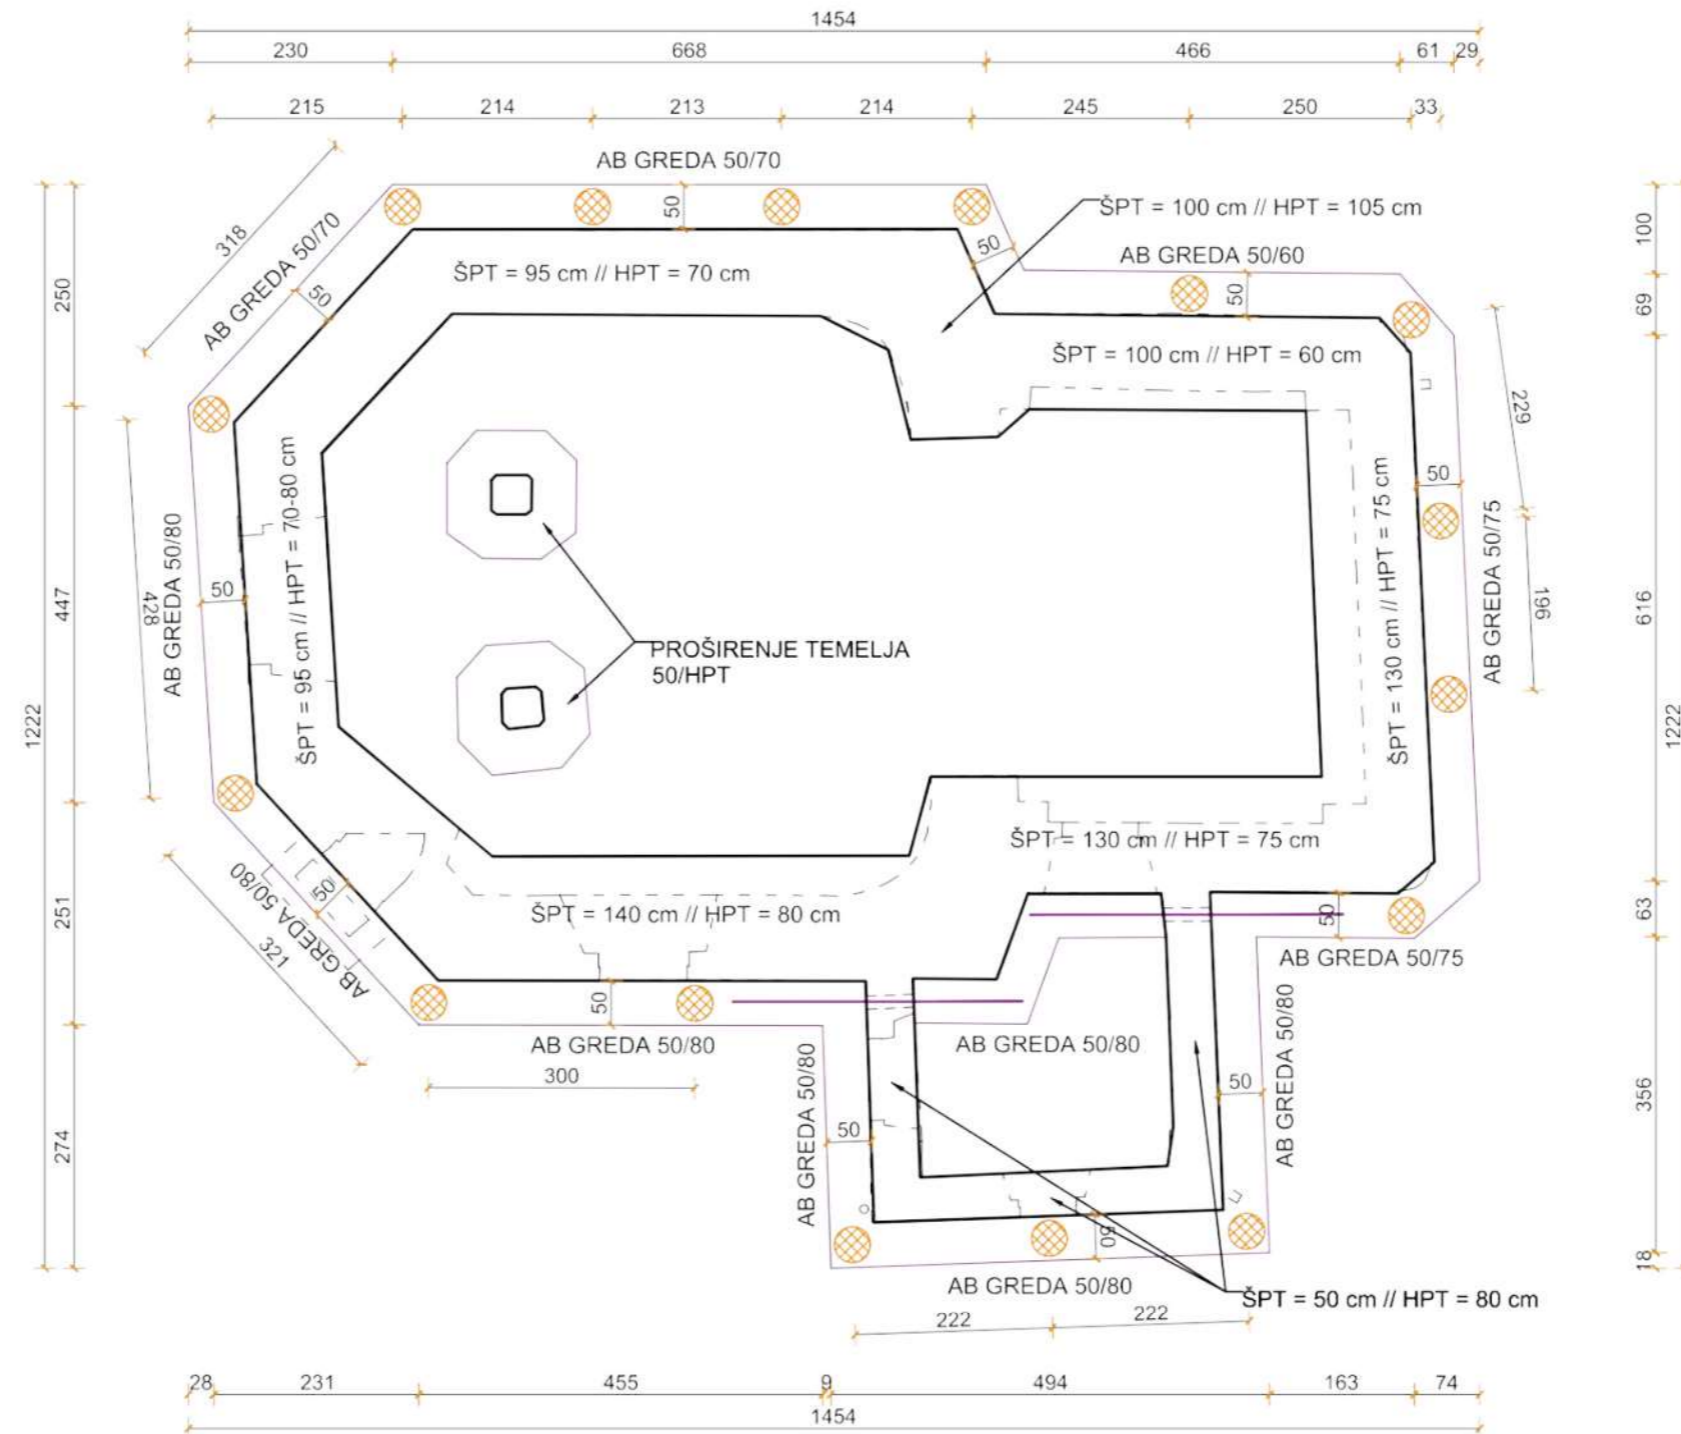 1454
230
668
466
61
29
215
214
213
214
245
250
33
AB GREDA 50/70
50
318
AB GREDA 50/70
50
ŠPT = 95 cm // HPT = 70 cm
ŠPT = 100 cm // HPT = 105 cm
50
AB GREDA 50/60
50
ŠPT = 100 cm // HPT = 60 cm
100
69
616
1222
63
356
18
229
196
50
AB GREDA 50/75
ŠPT = 130 cm // HPT = 75 cm
250
447
1222
251
274
428
AB GREDA 50/80
50
ŠPT = 95 cm // HPT = 70-80 cm
PROŠIRENJE TEMELJA
50/HPT
ŠPT = 130 cm // HPT = 75 cm
50
AB GREDA 50/80
321
ŠPT = 140 cm // HPT = 80 cm
50
AB GREDA 50/75
50
AB GREDA 50/80
300
AB GREDA 50/80
AB GREDA 50/80
50
AB GREDA 50/80
50
50
AB GREDA 50/80
ŠPT = 50 cm // HPT = 80 cm
222
222
28
231
455
9
494
163
74
1454